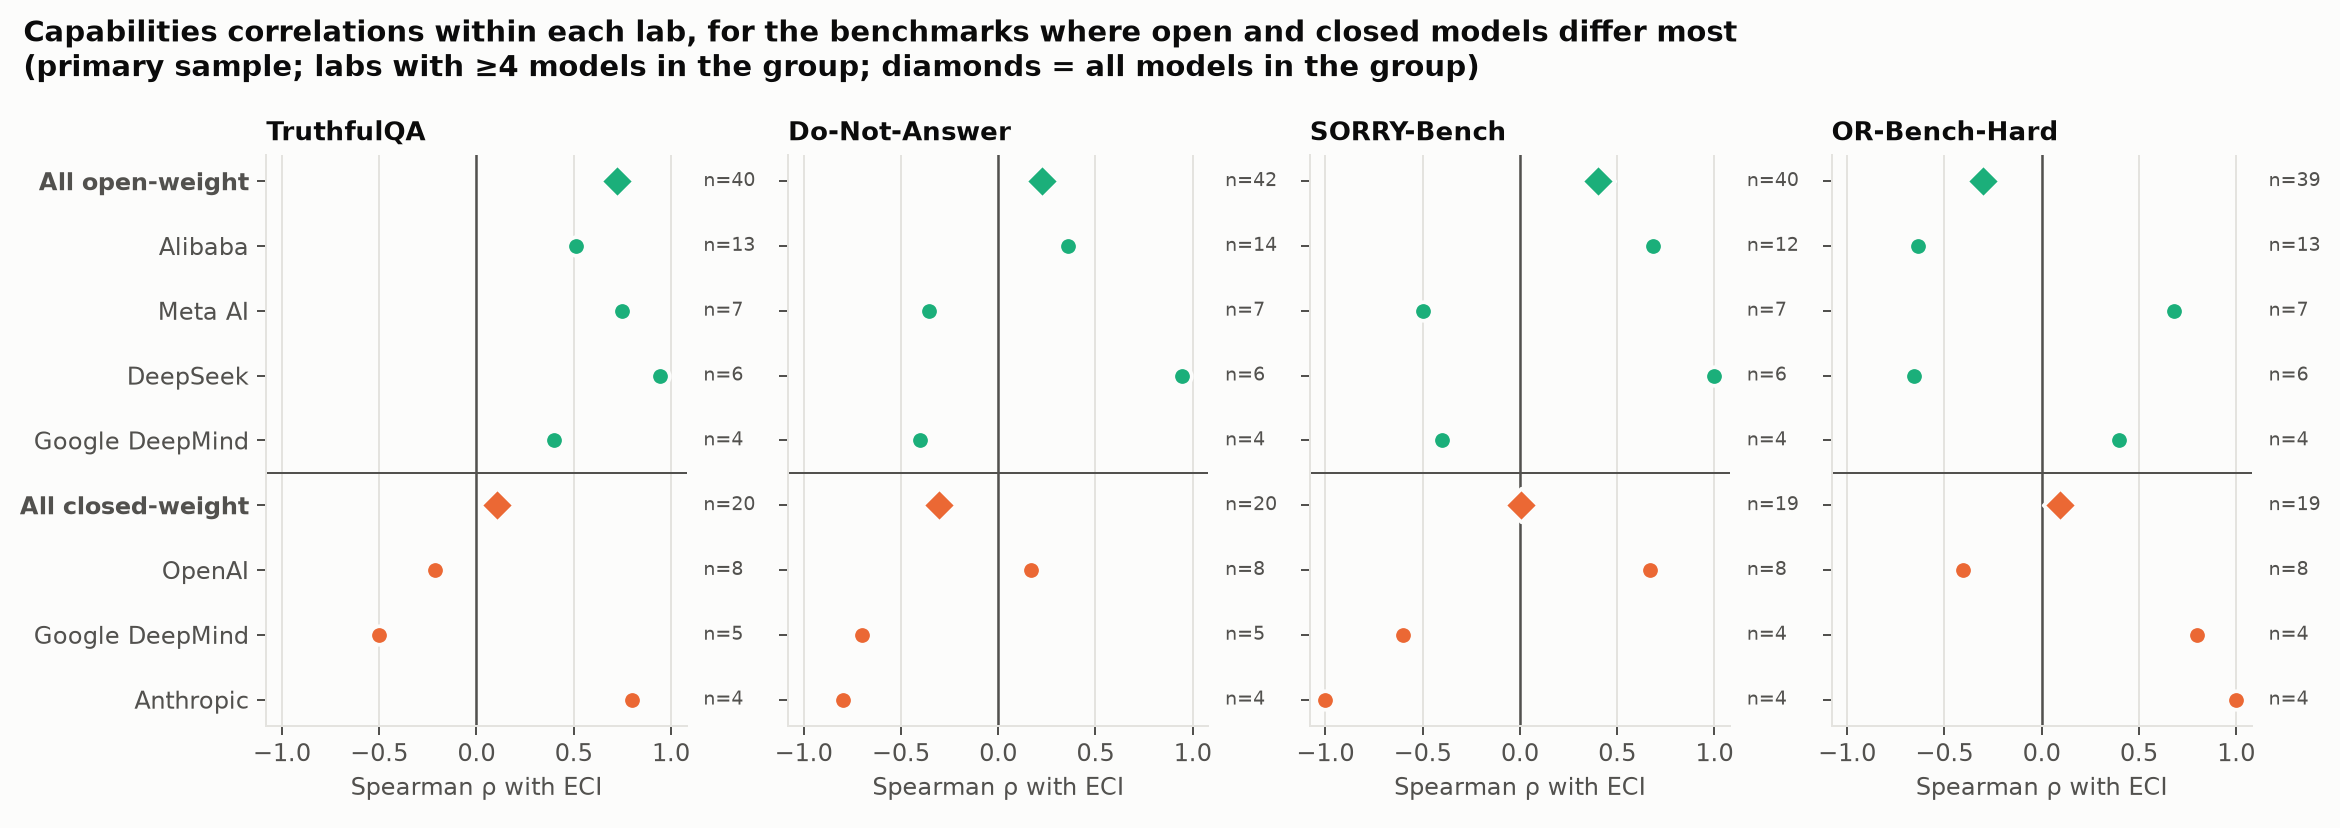 Capabilities correlations within each lab, for the benchmarks where open and closed models differ most
(primary sample; labs with ≥4 models in the group; diamonds = all models in the group)
TruthfulQA
Do-Not-Answer
SORRY-Bench
OR-Bench-Hard
All open-weight n=40 n=42 n=40 n=39
Alibaba n=13 n=14 n=12 n=13
Meta AI n=7 n=7 n=7 n=7
DeepSeek n=6 n=6 n=6 n=6
Google DeepMind n=4 n=4 n=4 n=4
All closed-weight n=20 n=20 n=19 n=19
OpenAI n=8 n=8 n=8 n=8
Google DeepMind n=5 n=5 n=4 n=4
Anthropic n=4 n=4 n=4 n=4
−1.0 −0.5 0.0 0.5 1.0 −1.0 −0.5 0.0 0.5 1.0 −1.0 −0.5 0.0 0.5 1.0 −1.0 −0.5 0.0 0.5 1.0
Spearman ρ with ECI Spearman ρ with ECI Spearman ρ with ECI Spearman ρ with ECI